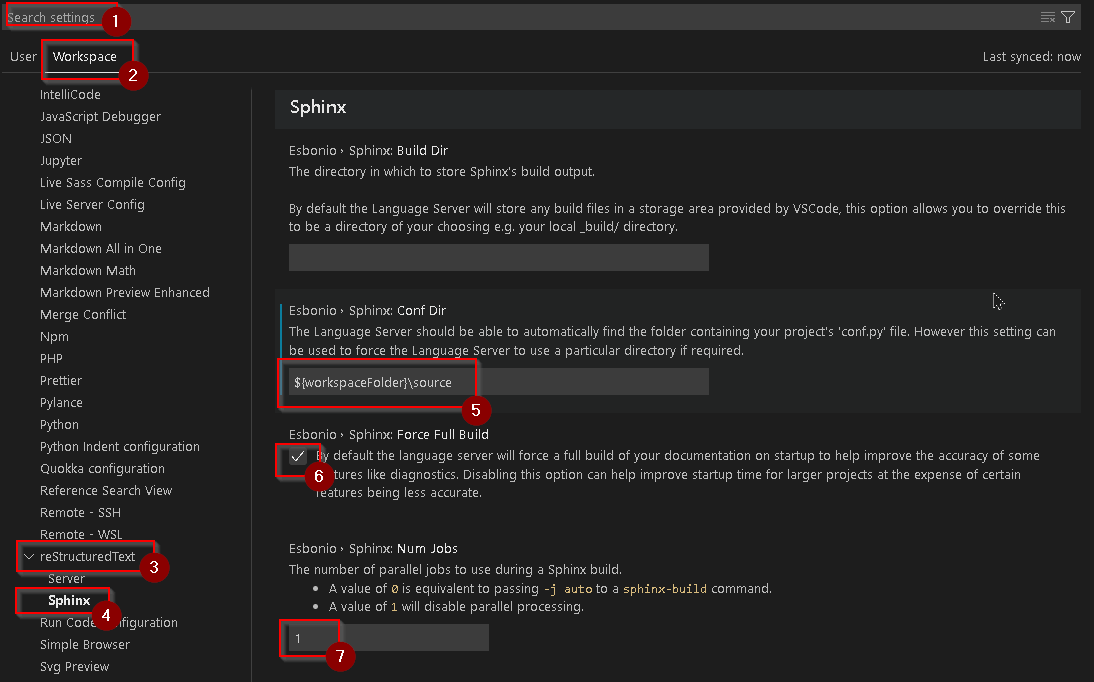 Search settings
1
User
Workspace
2
Last synced: now
IntelliCode
JavaScript Debugger
JSON
Jupyter
Live Sass Compile Config
Live Server Config
Markdown
Markdown All in One
Markdown Math
Markdown Preview Enhanced
Merge Conflict
Npm
PHP
Prettier
Pylance
Python
Python Indent configuration
Quokka configuration
Reference Search View
Remote - SSH
Remote - WSL
reStructuredText
3
Server
Sphinx
4
Run Code Configuration
Simple Browser
Svg Preview
Sphinx
Esbonio › Sphinx: Build Dir
The directory in which to store Sphinx's build output.
By default the Language Server will store any build files in a storage area provided by VSCode, this option allows you to override this
to be a directory of your choosing e.g. your local _build/ directory.
Esbonio › Sphinx: Conf Dir
The Language Server should be able to automatically find the folder containing your project's 'conf.py' file. However this setting can
be used to force the Language Server to use a particular directory if required.
${workspaceFolder}\source
5
Esbonio › Sphinx: Force Full Build
By default the language server will force a full build of your documentation on startup to help improve the accuracy of some
6
features like diagnostics. Disabling this option can help improve startup time for larger projects at the expense of certain
features being less accurate.
Esbonio › Sphinx: Num Jobs
The number of parallel jobs to use during a Sphinx build.
• A value of 0 is equivalent to passing -j auto to a sphinx-build command.
• A value of 1 will disable parallel processing.
1
7